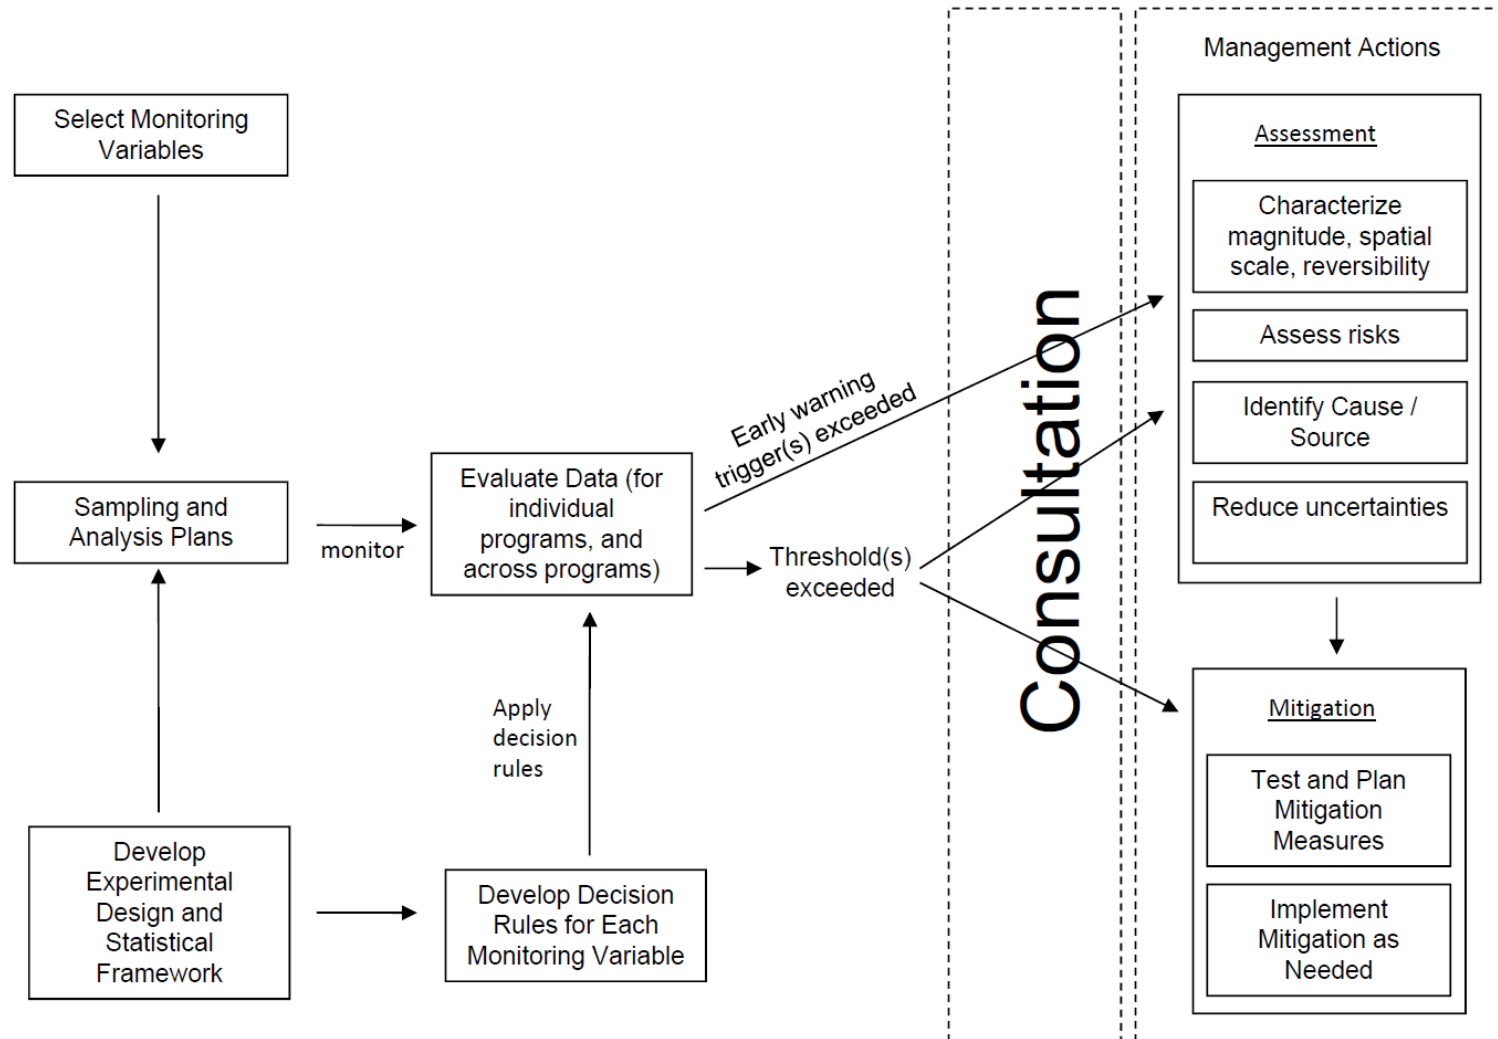 Management Actions
Select Monitoring
Variables
Assessment
Characterize
magnitude, spatial
scale, reversibility
Assess risks
Identify Cause /
Source
Reduce uncertainties
Early warning
trigger(s) exceeded
Consultation
Sampling and
Analysis Plans
monitor
Evaluate Data (for
individual
programs, and
across programs)
Threshold(s)
exceeded
Apply
decision
rules
Mitigation
Test and Plan
Mitigation
Measures
Implement
Mitigation as
Needed
Develop
Experimental
Design and
Statistical
Framework
Develop Decision
Rules for Each
Monitoring Variable